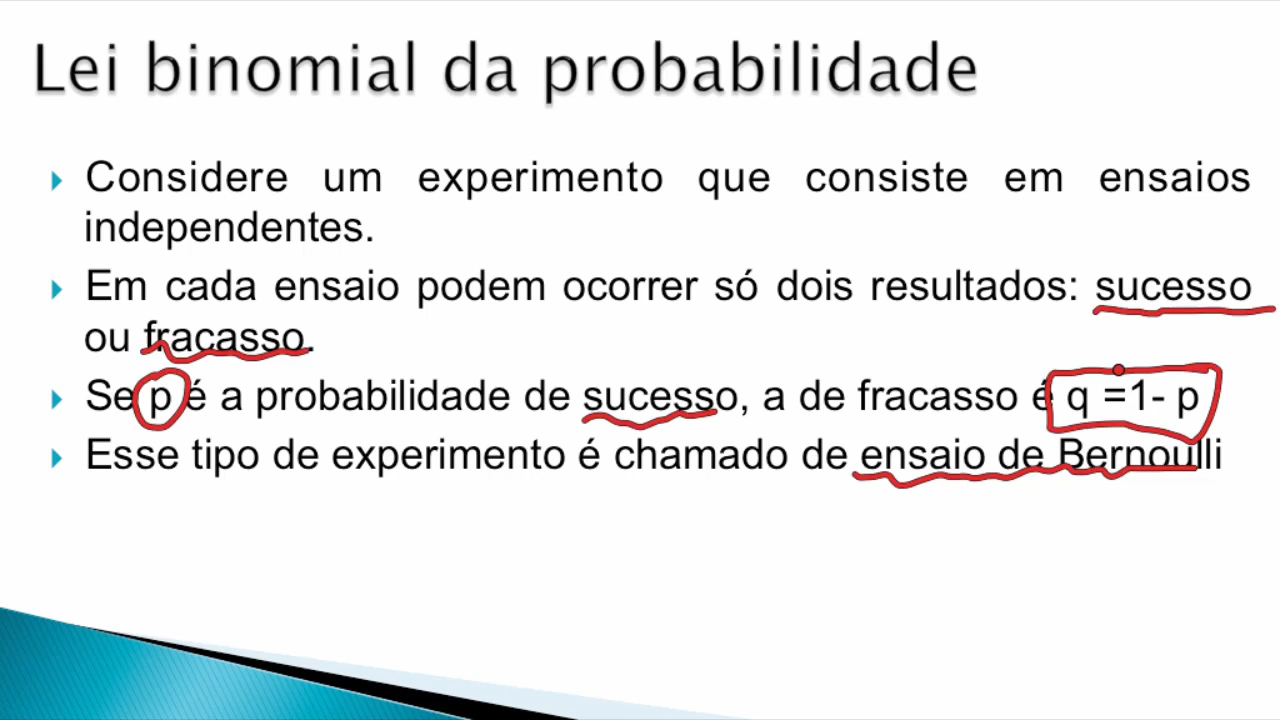 Lei binomial da probabilidade
Considere um experimento que consiste em ensaios
independentes.
Em cada ensaio podem ocorrer só dois resultados: sucesso
ou fracasso.
Se p é a probabilidade de sucesso, a de fracasso é q =1- p
Esse tipo de experimento é chamado de ensaio de Bernoulli